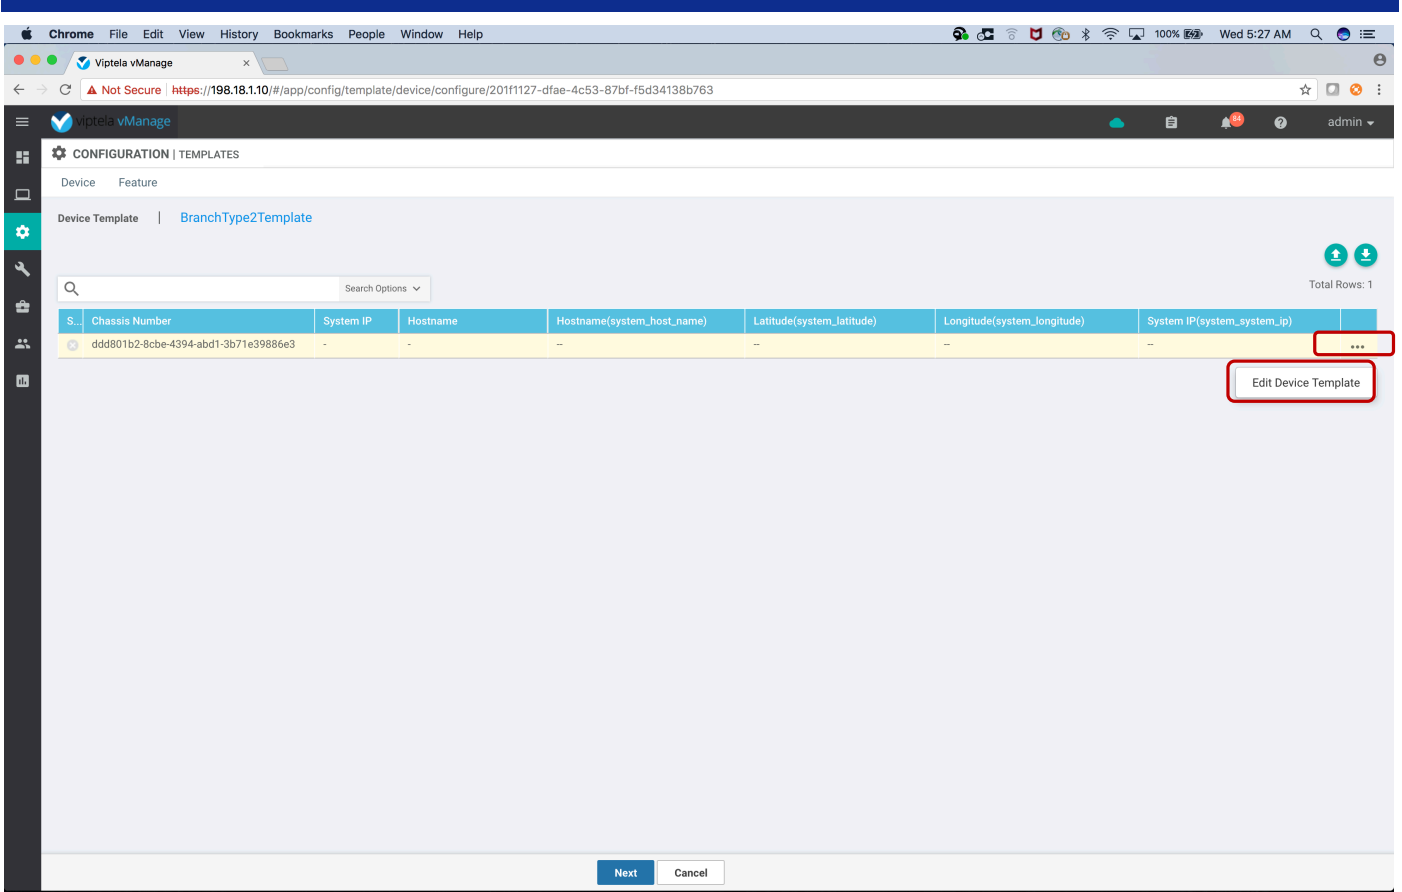 Chrome File Edit View History Bookmarks People Window Help 100% Wed 5:27 AM
Viptela vManage
Not Secure https://198.18.1.10/#/app/config/template/device/configure/201f1127-dfae-4c53-87bf-f5d34138b763
viptela vManage 84 admin
CONFIGURATION | TEMPLATES
Device Feature
Device Template | BranchType2Template
Search Options Total Rows: 1
S... Chassis Number System IP Hostname Hostname(system_host_name) Latitude(system_latitude) Longitude(system_longitude) System IP(system_system_ip)
ddd801b2-8cbe-4394-abd1-3b71e39886e3 - - -- -- -- -- •••
Edit Device Template
Next Cancel